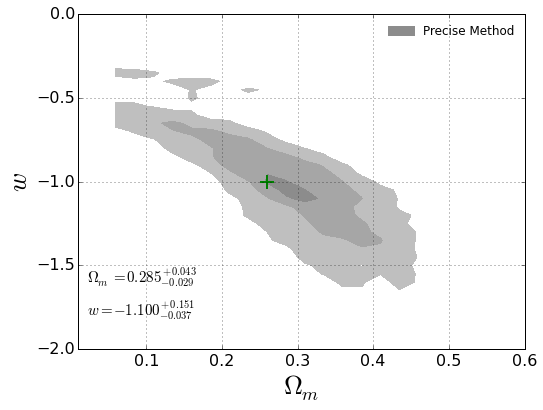 0.0
Precise Method
−0.5
w
−1.0
−1.5
Ωₘ = 0.285 +0.043 −0.029
w = −1.100 +0.151 −0.037
−2.0
0.1 0.2 0.3 0.4 0.5 0.6
Ωₘ